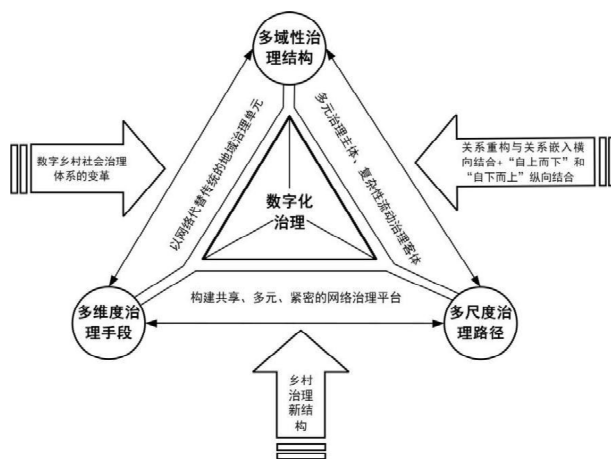 多域性治
理结构
以网络代替传统的地域治理单元
多元治理主体、复杂性流动治理客体
数字乡村社会治理
体系的变革
关系重构与关系嵌入横
向结合+“自上而下”和
“自下而上”纵向结合
数字化
治理
多维度治
理手段
构建共享、多元、紧密的网络治理平台
多尺度治
理路径
乡村
治理
新结
构